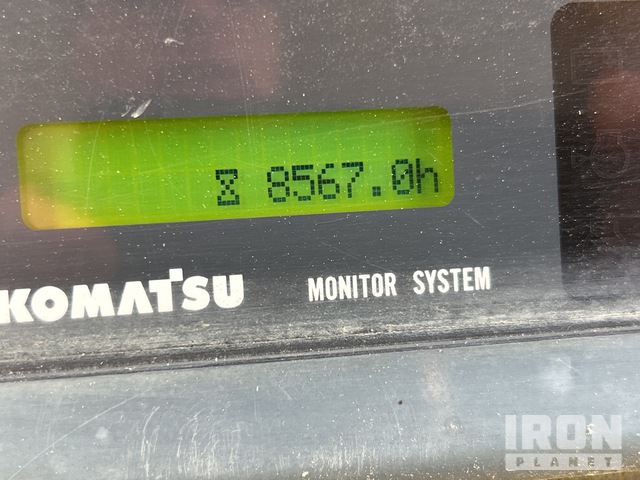 8567.0h
KOMATSU MONITOR SYSTEM
IRON
PLANET